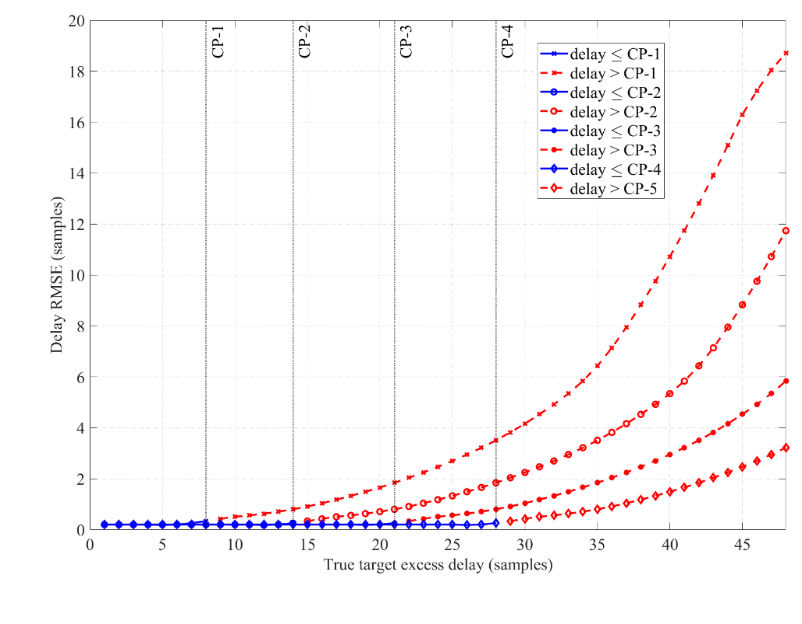 20
18
16
14
12
10
8
6
4
2
0
Delay RMSE (samples)
CP-1
CP-2
CP-3
CP-4
delay ≤ CP-1
delay > CP-1
delay ≤ CP-2
delay > CP-2
delay ≤ CP-3
delay > CP-3
delay ≤ CP-4
delay > CP-5
0 5 10 15 20 25 30 35 40 45
True target excess delay (samples)